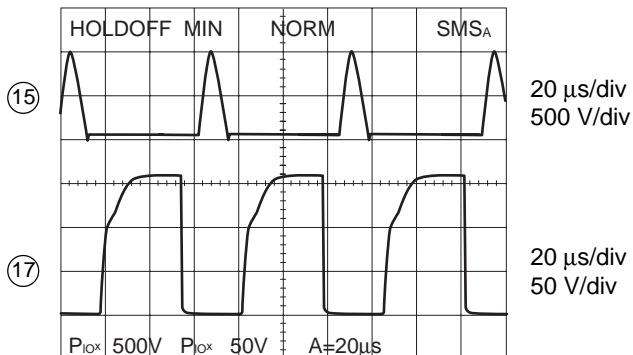 HOLDOFF MIN NORM SMSA
15
20 µs/div
500 V/div
17
20 µs/div
50 V/div
PIOx 500V PIOx 50V A=20µs